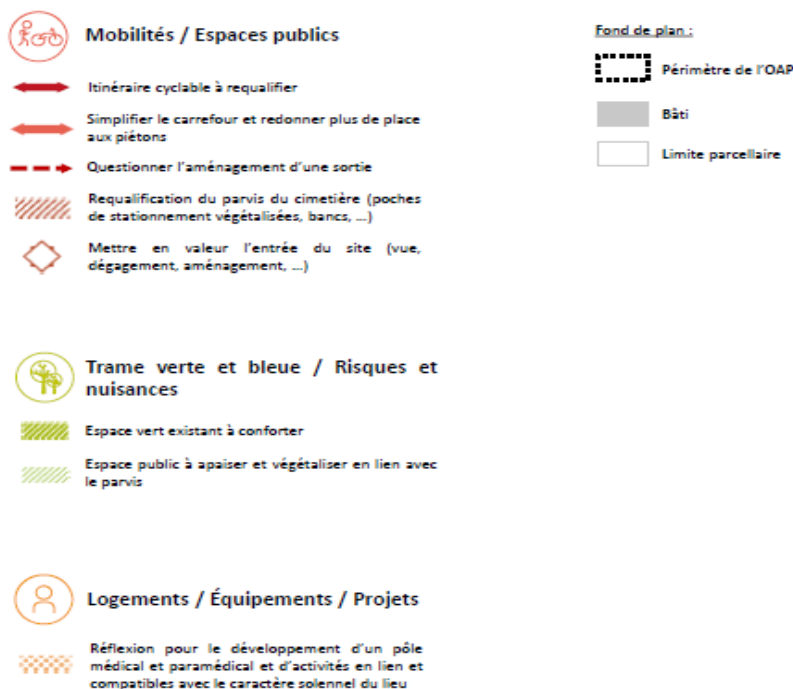 Mobilités / Espaces publics
Itinéraire cyclable à requalifier
Simplifier le carrefour et redonner plus de place
aux piétons
Questionner l'aménagement d'une sortie
Requalification du parvis du cimetière (poches
de stationnement végétalisées, bancs, ...)
Mettre en valeur l'entrée du site (vue,
dégagement, aménagement, ...)
Trame verte et bleue / Risques et
nuisances
Espace vert existant à conforter
Espace public à apaiser et végétaliser en lien avec
le parvis
Logements / Équipements / Projets
Réflexion pour le développement d'un pôle
médical et paramédical et d'activités en lien et
compatibles avec le caractère solennel du lieu
Fond de plan :
Périmètre de l'OAP
Bâti
Limite parcellaire